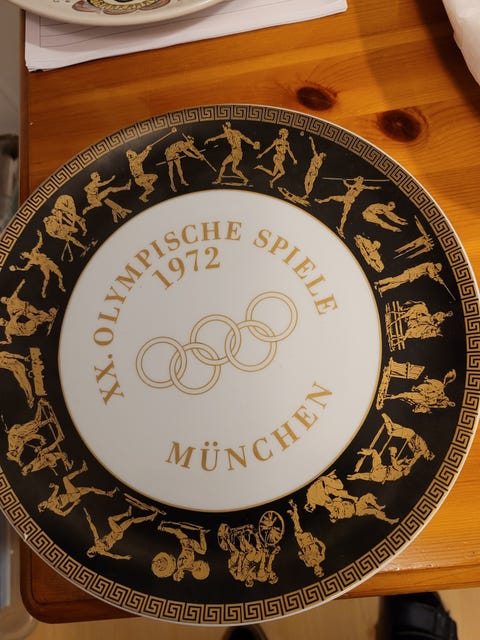 XX. OLYMPISCHE SPIELE
1972
MÜNCHEN